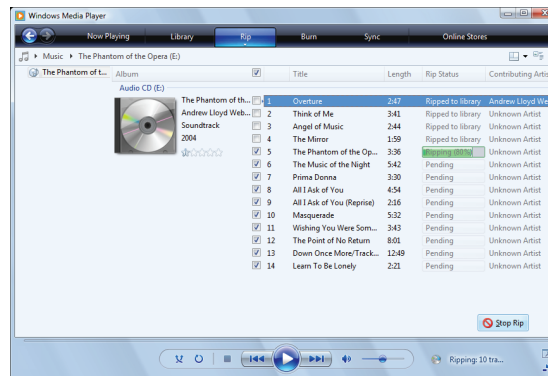 Windows Media Player
Now Playing Library Rip Burn Sync Online Stores
Music ▸ The Phantom of the Opera (E:)
The Phantom of t... Album Title Length Rip Status Contributing Artis
Audio CD (E:)
The Phantom of th... 1 Overture 2:47 Ripped to library Andrew Lloyd Web
Andrew Lloyd Web... 2 Think of Me 3:41 Ripped to library Unknown Artist
Soundtrack 3 Angel of Music 2:44 Ripped to library Unknown Artist
2004 4 The Mirror 1:59 Ripped to library Unknown Artist
5 The Phantom of the Op... 3:36 Ripping (80%) Unknown Artist
6 The Music of the Night 5:42 Pending Unknown Artist
7 Prima Donna 3:30 Pending Unknown Artist
8 All I Ask of You 4:54 Pending Unknown Artist
9 All I Ask of You (Reprise) 2:16 Pending Unknown Artist
10 Masquerade 5:32 Pending Unknown Artist
11 Wishing You Were Som... 3:43 Pending Unknown Artist
12 The Point of No Return 8:01 Pending Unknown Artist
13 Down Once More/Track... 12:49 Pending Unknown Artist
14 Learn To Be Lonely 2:21 Pending Unknown Artist
Stop Rip
Ripping: 10 tra...